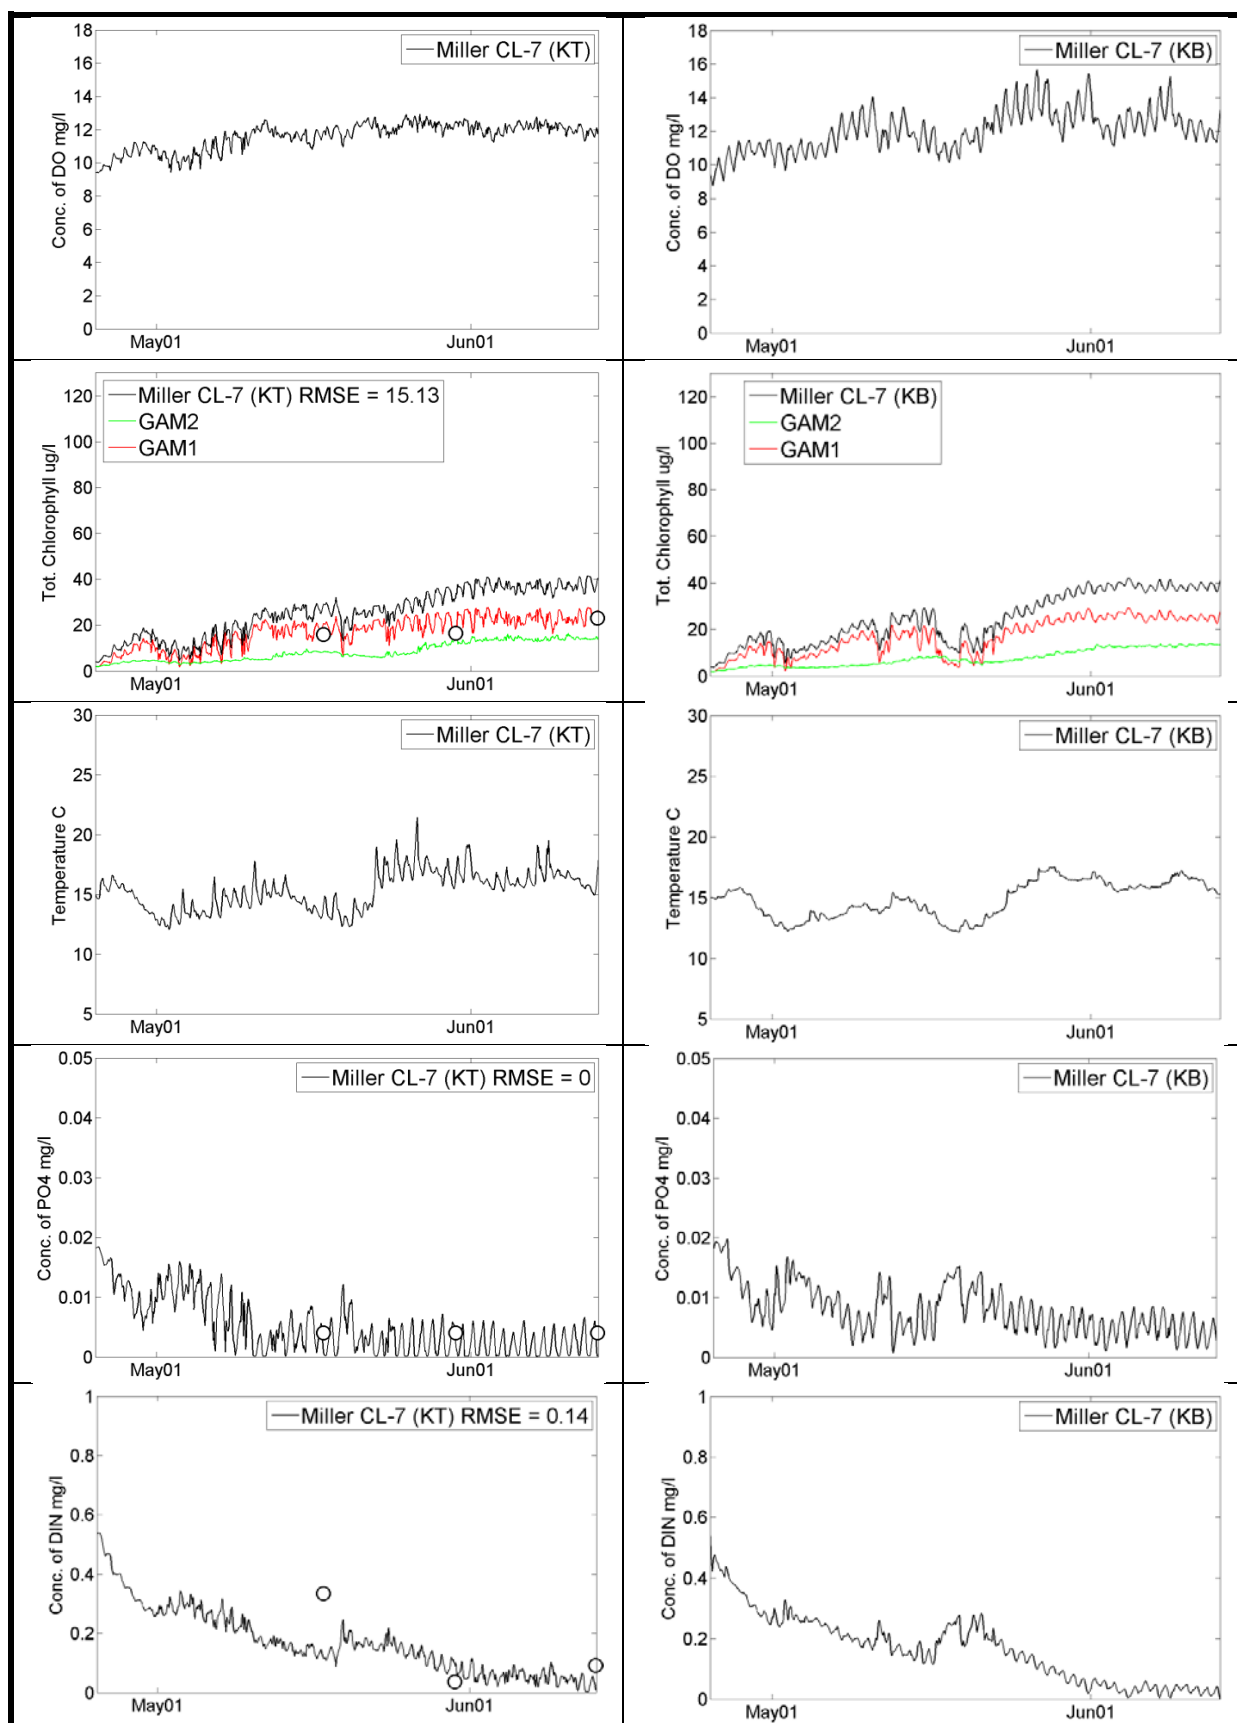 18
16
14
12
10
8
6
4
2
0
Conc. of DO mg/l
Miller CL-7 (KT)
May01
Jun01
18
16
14
12
10
8
6
4
2
0
Conc. of DO mg/l
Miller CL-7 (KB)
May01
Jun01
120
100
80
60
40
20
0
Tot. Chlorophyll ug/l
Miller CL-7 (KT) RMSE = 15.13
GAM2
GAM1
May01
Jun01
120
100
80
60
40
20
0
Tot. Chlorophyll ug/l
Miller CL-7 (KB)
GAM2
GAM1
May01
Jun01
30
25
20
15
10
5
Temperature C
Miller CL-7 (KT)
May01
Jun01
30
25
20
15
10
5
Temperature C
Miller CL-7 (KB)
May01
Jun01
0.05
0.04
0.03
0.02
0.01
0
Conc. of PO4 mg/l
Miller CL-7 (KT) RMSE = 0
May01
Jun01
0.05
0.04
0.03
0.02
0.01
0
Conc. of PO4 mg/l
Miller CL-7 (KB)
May01
Jun01
1
0.8
0.6
0.4
0.2
0
Conc. of DIN mg/l
Miller CL-7 (KT) RMSE = 0.14
May01
Jun01
1
0.8
0.6
0.4
0.2
0
Conc. of DIN mg/l
Miller CL-7 (KB)
May01
Jun01